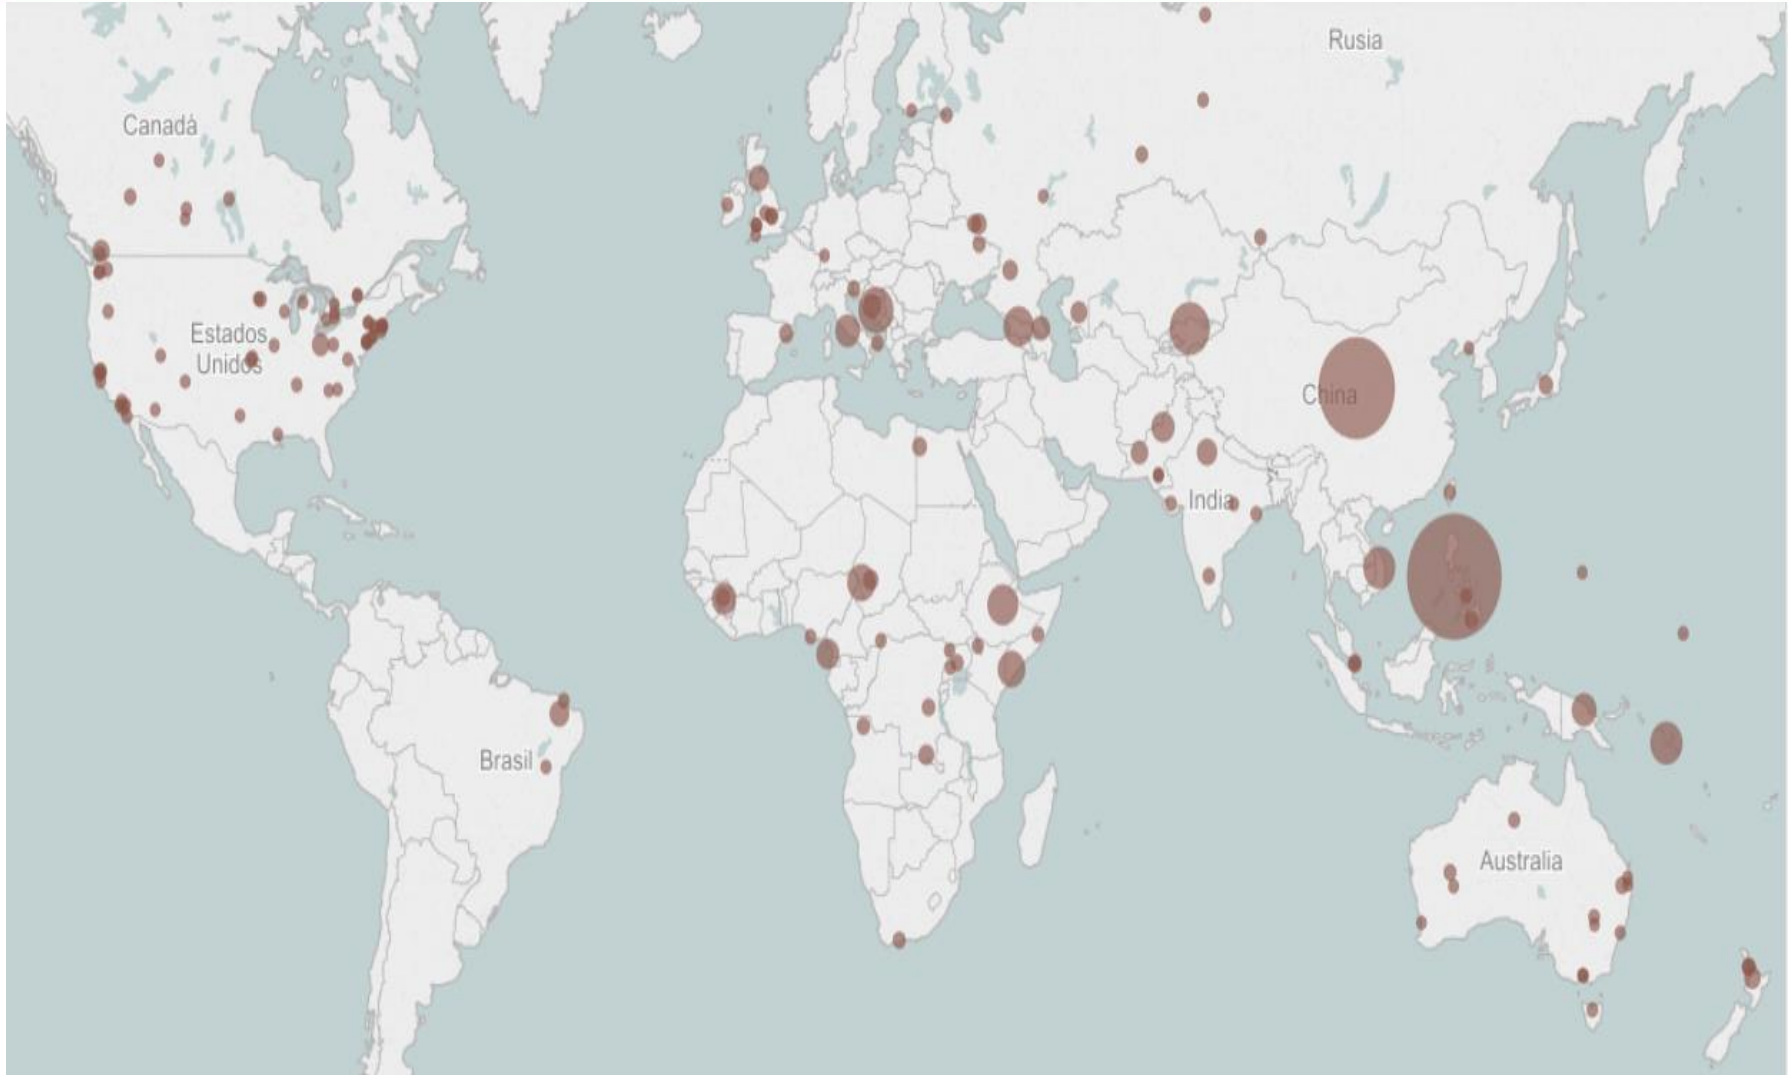 Rusia
Canadá
Estados
Unidos
China
India
Brasil
Australia